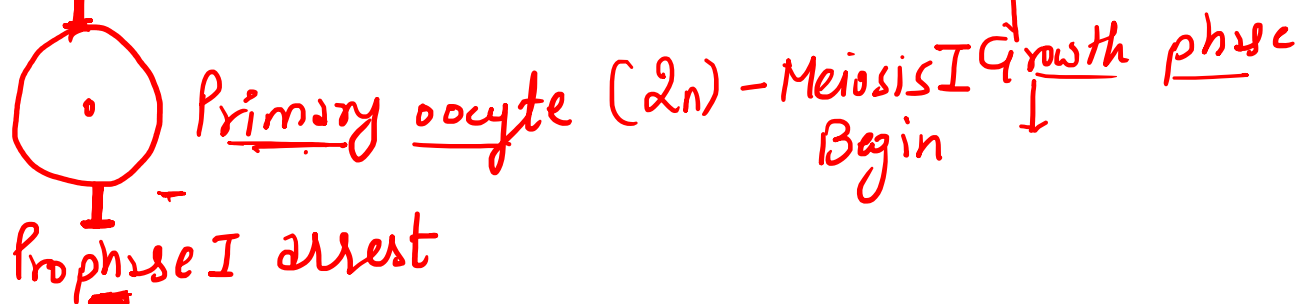 Primary oocyte (2n) - Meiosis I Growth phase
Begin
Prophase I arrest